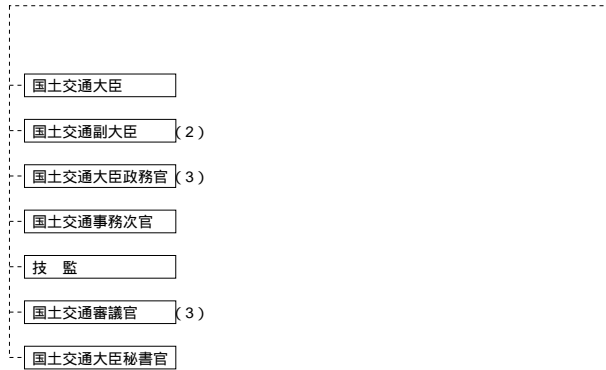 国土交通大臣
国土交通副大臣 (2)
国土交通大臣政務官 (3)
国土交通事務次官
技　監
国土交通審議官 (3)
国土交通大臣秘書官